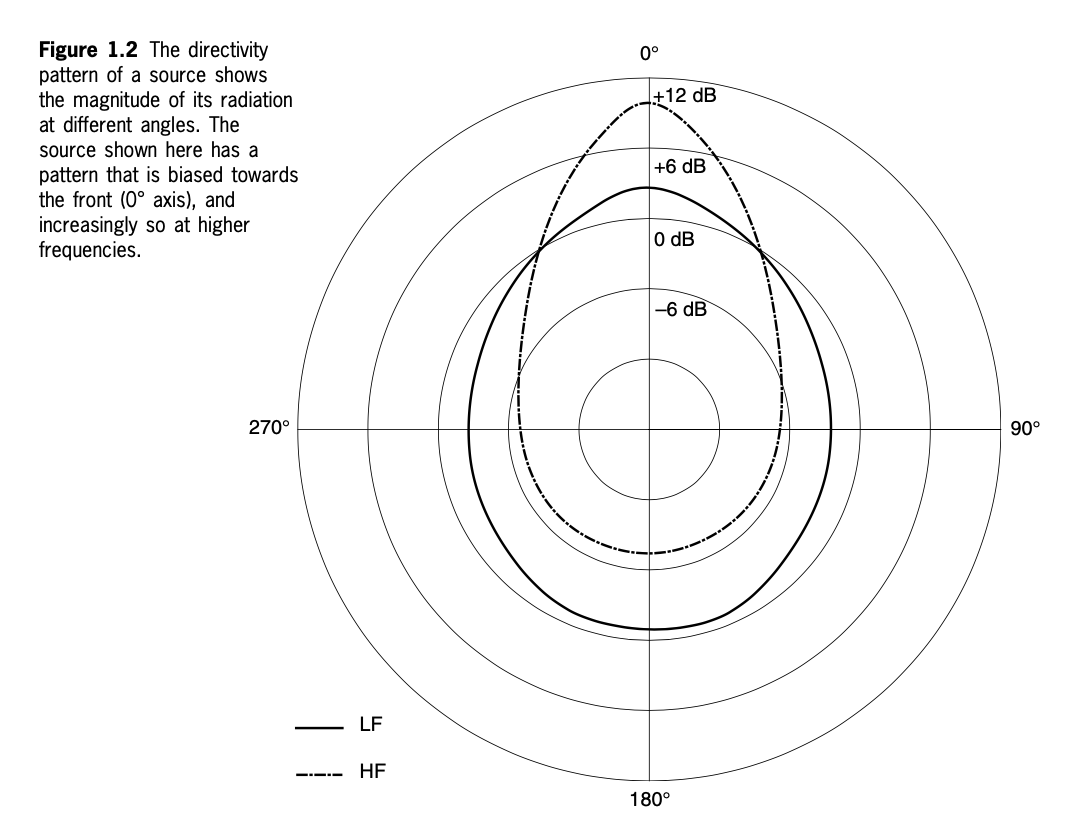 Figure 1.2 The directivity
pattern of a source shows
the magnitude of its radiation
at different angles. The
source shown here has a
pattern that is biased towards
the front (0° axis), and
increasingly so at higher
frequencies.
0°
+12 dB
+6 dB
0 dB
–6 dB
270°
90°
LF
HF
180°